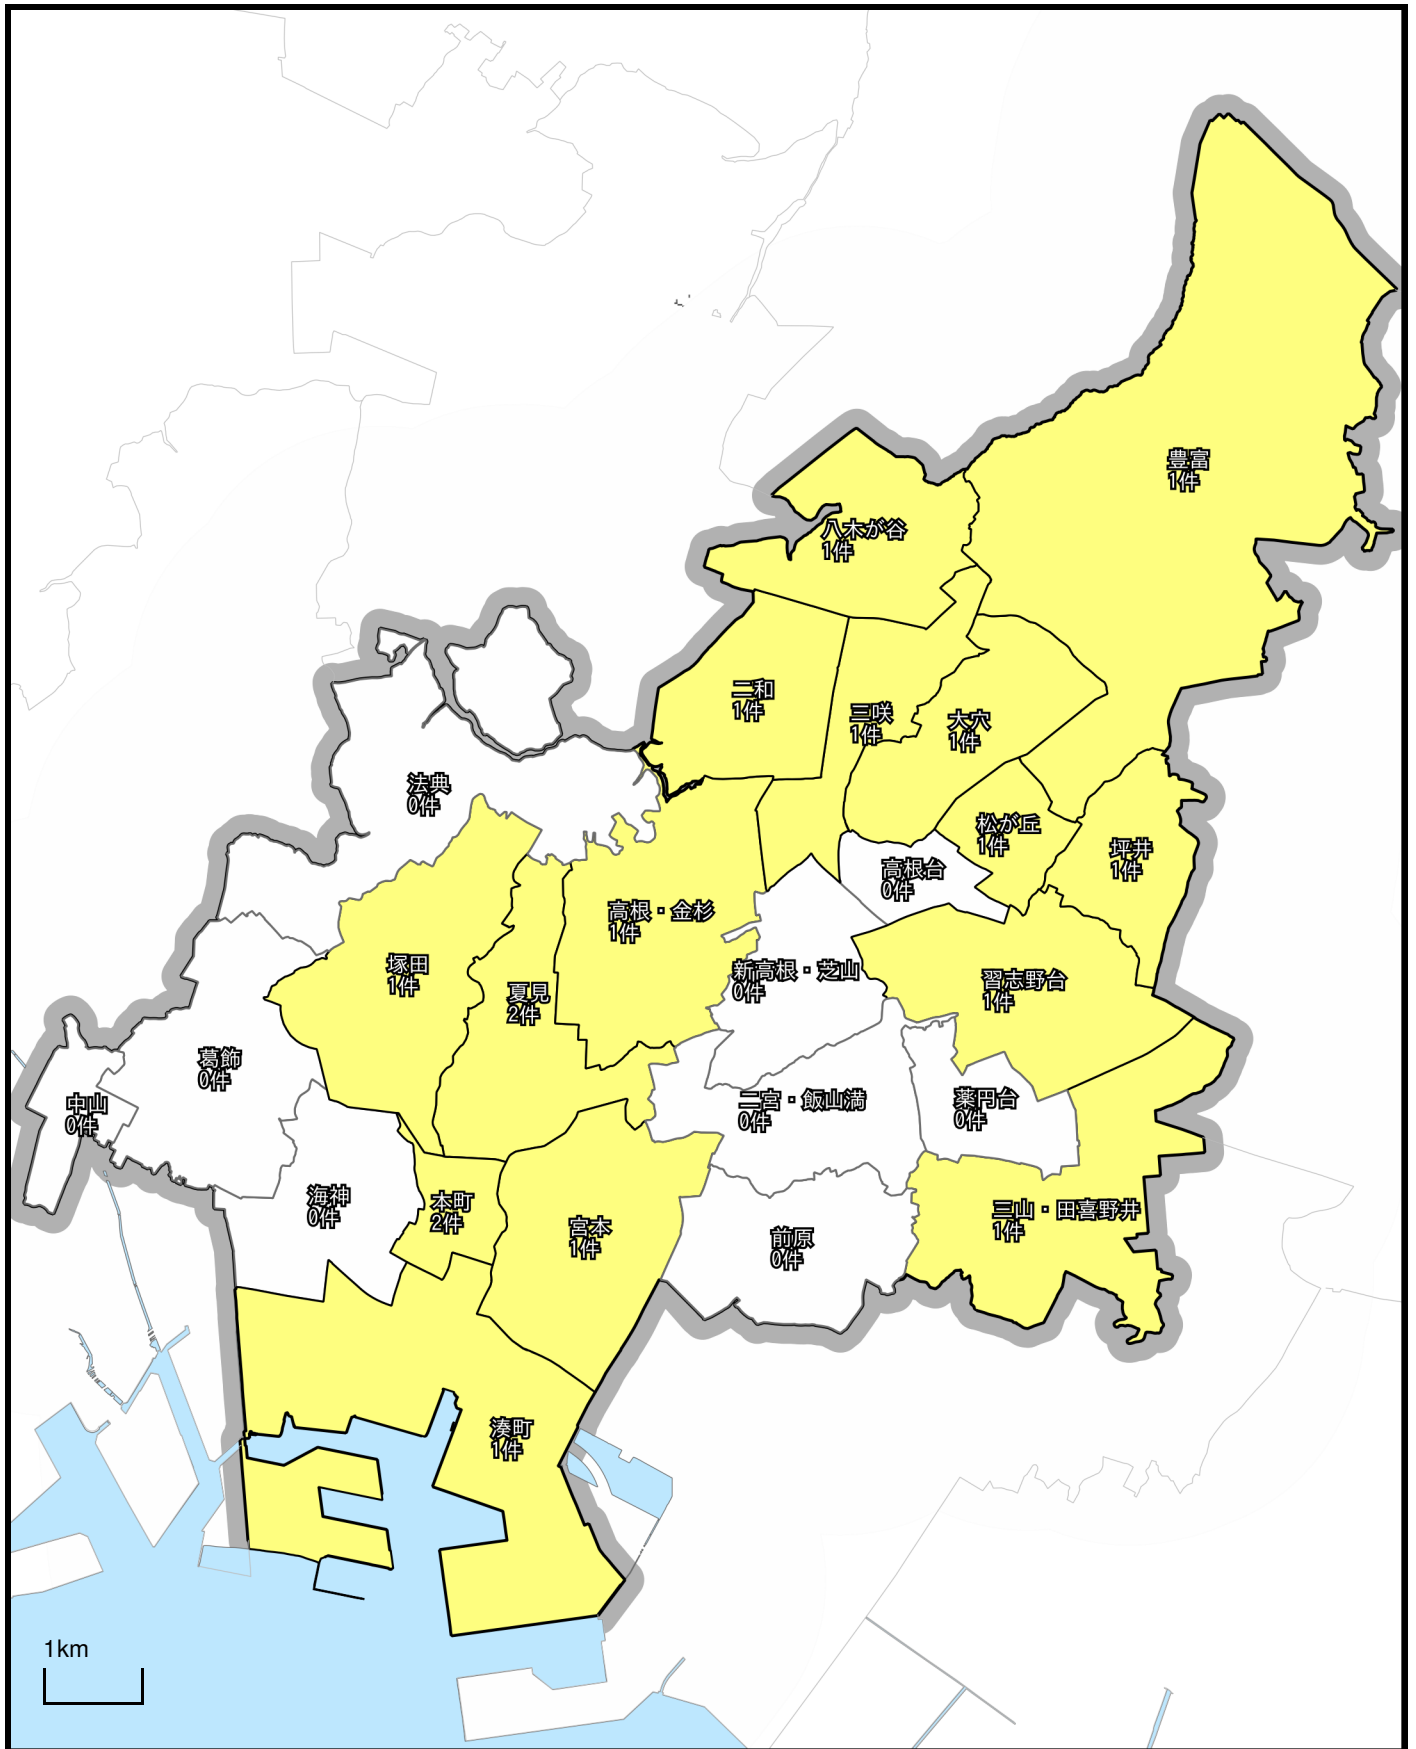 豊富
1件
八木が谷
1件
二和
1件
三咲
1件
大穴
1件
法典
0件
松が丘
1件
坪井
1件
高根台
0件
高根・金杉
1件
塚田
1件
新高根・芝山
0件
習志野台
1件
夏見
2件
葛飾
0件
中山
0件
二宮・飯山満
0件
薬円台
0件
海神
0件
本町
2件
宮本
1件
前原
0件
三山・田喜野井
1件
湊町
1件
1km